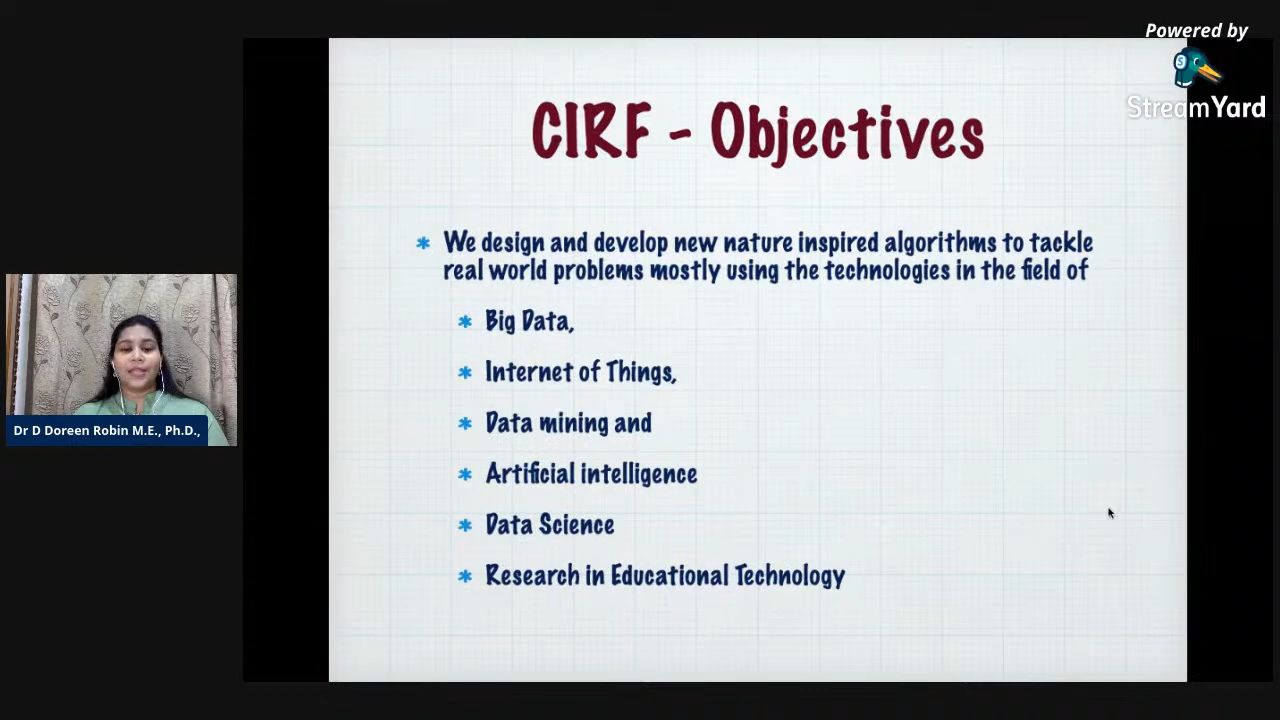 Powered by
StreamYard
CIRF - Objectives
* We design and develop new nature inspired algorithms to tackle
real world problems mostly using the technologies in the field of
* Big Data,
* Internet of Things,
* Data mining and
* Artificial intelligence
* Data Science
* Research in Educational Technology
Dr D Doreen Robin M.E., Ph.D.,